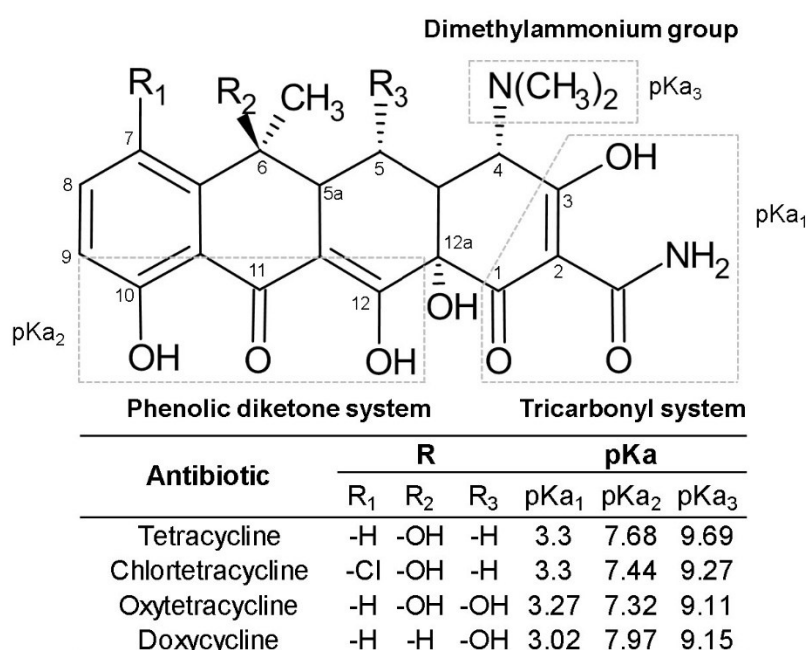 Dimethylammonium group
R₁ R₂ CH₃ R₃ N(CH₃)₂ pKa₃
7 6 5 4 OH
8 5a 3 pKa₁
9 12a NH₂
11 1 2
10 12 OH
pKa₂
OH O OH O O
Phenolic diketone system Tricarbonyl system
Antibiotic R pKa
R₁ R₂ R₃ pKa₁ pKa₂ pKa₃
Tetracycline -H -OH -H 3.3 7.68 9.69
Chlortetracycline -Cl -OH -H 3.3 7.44 9.27
Oxytetracycline -H -OH -OH 3.27 7.32 9.11
Doxycycline -H -H -OH 3.02 7.97 9.15